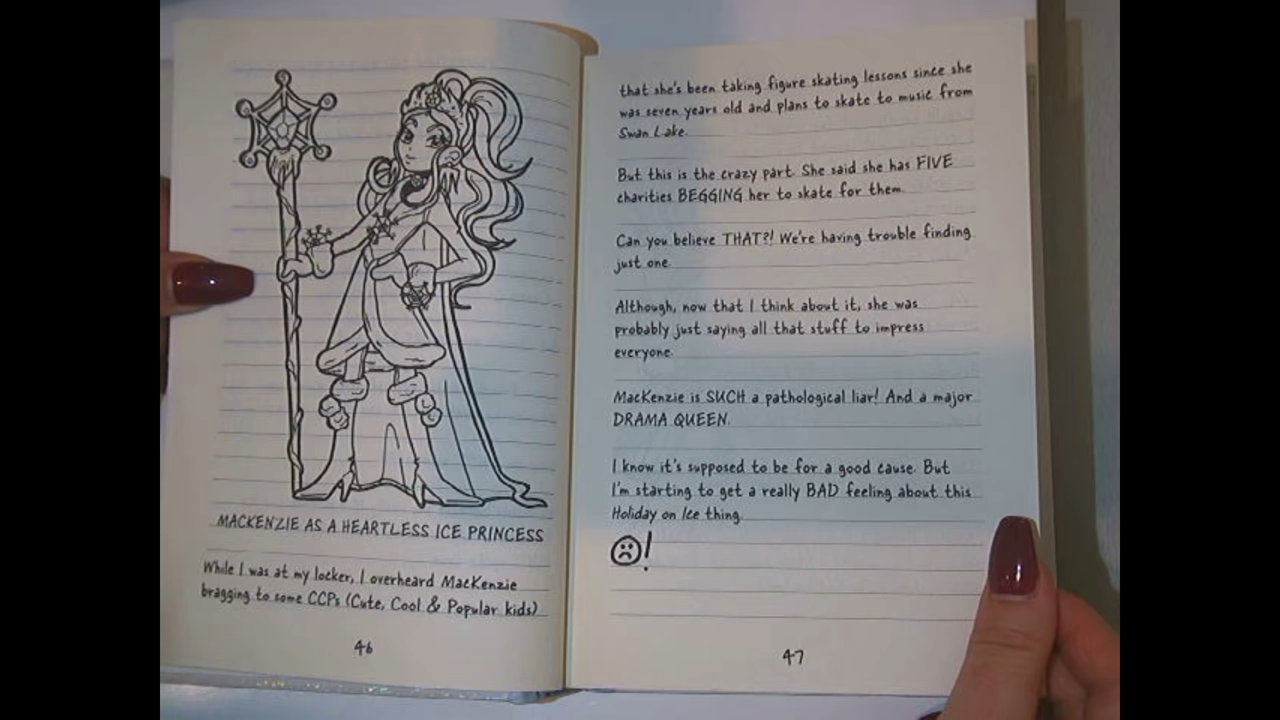 MACKENZIE AS A HEARTLESS ICE PRINCESS
While I was at my locker, I overheard MacKenzie
bragging to some CCPs (Cute, Cool & Popular kids)
46
that she's been taking figure skating lessons since she
was seven years old and plans to skate to music from
Swan Lake.
But this is the crazy part. She said she has FIVE
charities BEGGING her to skate for them.
Can you believe THAT?! We're having trouble finding
just one.
Although, now that I think about it, she was
probably just saying all that stuff to impress
everyone.
MacKenzie is SUCH a pathological liar! And a major
DRAMA QUEEN.
I know it's supposed to be for a good cause. But
I'm starting to get a really BAD feeling about this
Holiday on Ice thing.
☹!
47